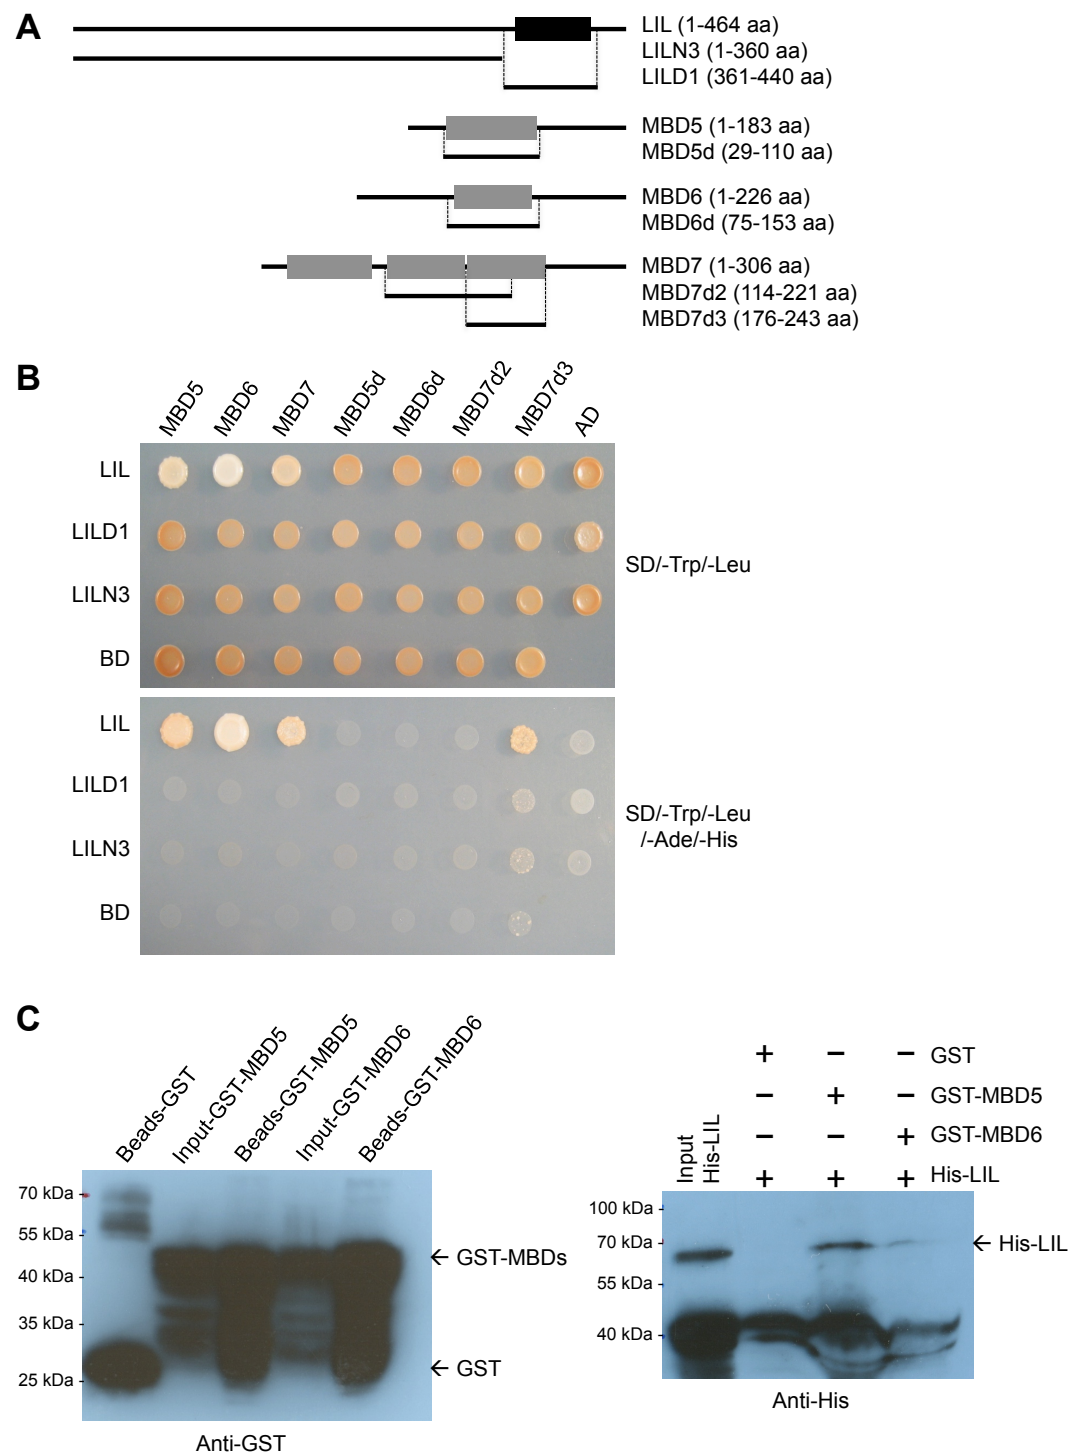 A
LIL (1-464 aa)
LILN3 (1-360 aa)
LILD1 (361-440 aa)
MBD5 (1-183 aa)
MBD5d (29-110 aa)
MBD6 (1-226 aa)
MBD6d (75-153 aa)
MBD7 (1-306 aa)
MBD7d2 (114-221 aa)
MBD7d3 (176-243 aa)
B
MBD5 MBD6 MBD7 MBD5d MBD6d MBD7d2 MBD7d3 AD
LIL
LILD1
LILN3
BD
SD/-Trp/-Leu
LIL
LILD1
LILN3
BD
SD/-Trp/-Leu
/-Ade/-His
C
Beads-GST
Input-GST-MBD5
Beads-GST-MBD5
Input-GST-MBD6
Beads-GST-MBD6
70 kDa
55 kDa
40 kDa
35 kDa
25 kDa
← GST-MBDs
← GST
Anti-GST
Input
His-LIL
+ − − GST
− + − GST-MBD5
− − + GST-MBD6
+ + + His-LIL
100 kDa
70 kDa
55 kDa
40 kDa
← His-LIL
Anti-His